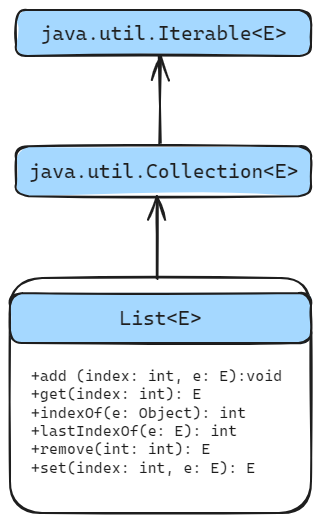 java.util.Iterable<E>
java.util.Collection<E>
List<E>
+add (index: int, e: E):void
+get(index: int): E
+indexOf(e: Object): int
+lastIndexOf(e: E): int
+remove(int: int): E
+set(index: int, e: E): E